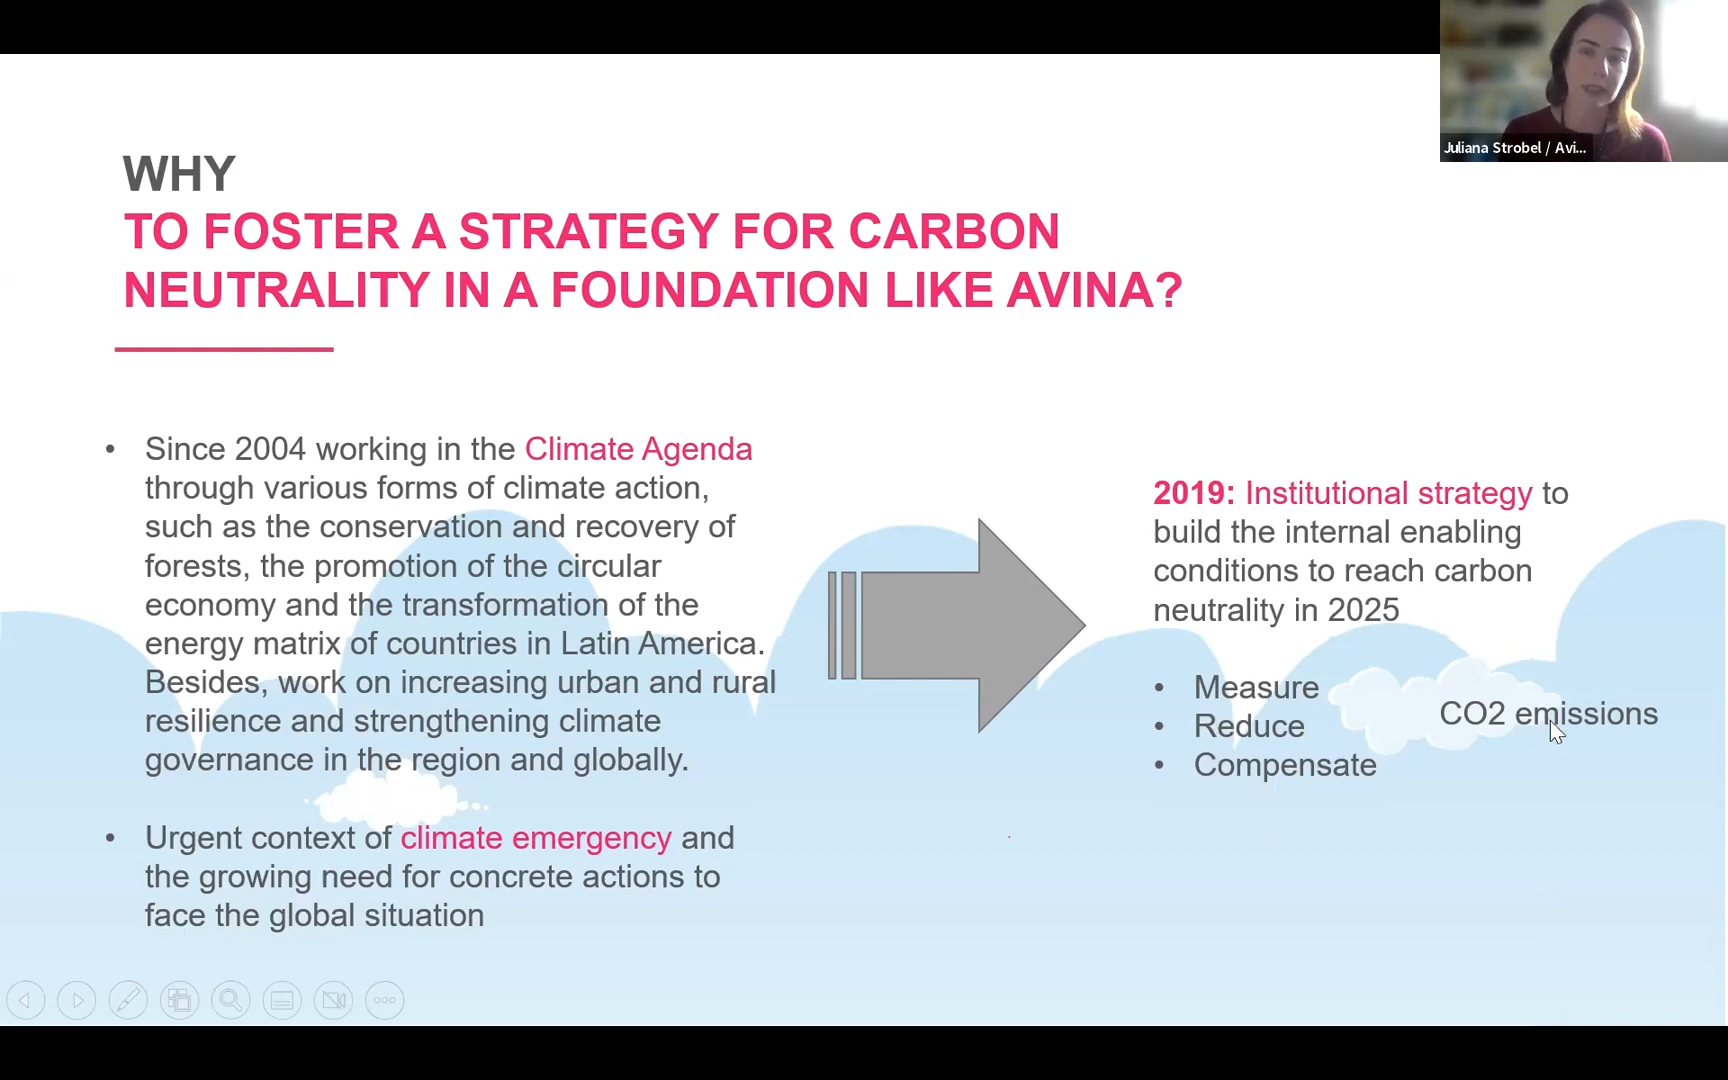 Juliana Strobel / Avi...
WHY
TO FOSTER A STRATEGY FOR CARBON
NEUTRALITY IN A FOUNDATION LIKE AVINA?
• Since 2004 working in the Climate Agenda
through various forms of climate action,
such as the conservation and recovery of
forests, the promotion of the circular
economy and the transformation of the
energy matrix of countries in Latin America.
Besides, work on increasing urban and rural
resilience and strengthening climate
governance in the region and globally.
• Urgent context of climate emergency and
the growing need for concrete actions to
face the global situation
2019: Institutional strategy to
build the internal enabling
conditions to reach carbon
neutrality in 2025
• Measure
• Reduce
• Compensate
CO2 emissions